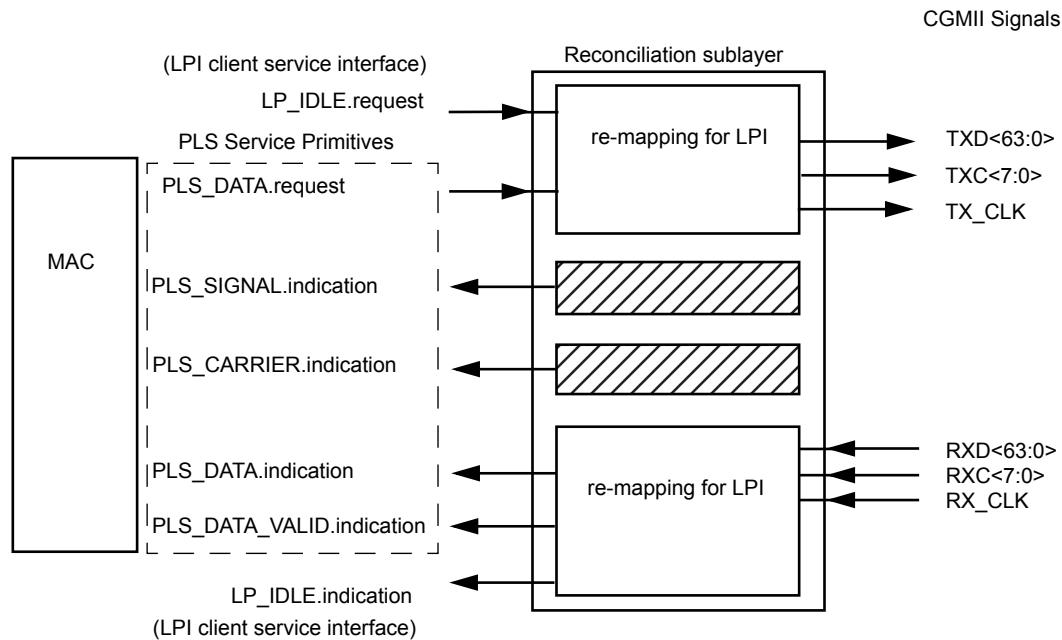 CGMII Signals
Reconciliation sublayer
(LPI client service interface)
LP_IDLE.request
re-mapping for LPI
TXD<63:0>
PLS Service Primitives
TXC<7:0>
PLS_DATA.request
TX_CLK
MAC
PLS_SIGNAL.indication
PLS_CARRIER.indication
RXD<63:0>
PLS_DATA.indication
RXC<7:0>
re-mapping for LPI
RX_CLK
PLS_DATA_VALID.indication
LP_IDLE.indication
(LPI client service interface)